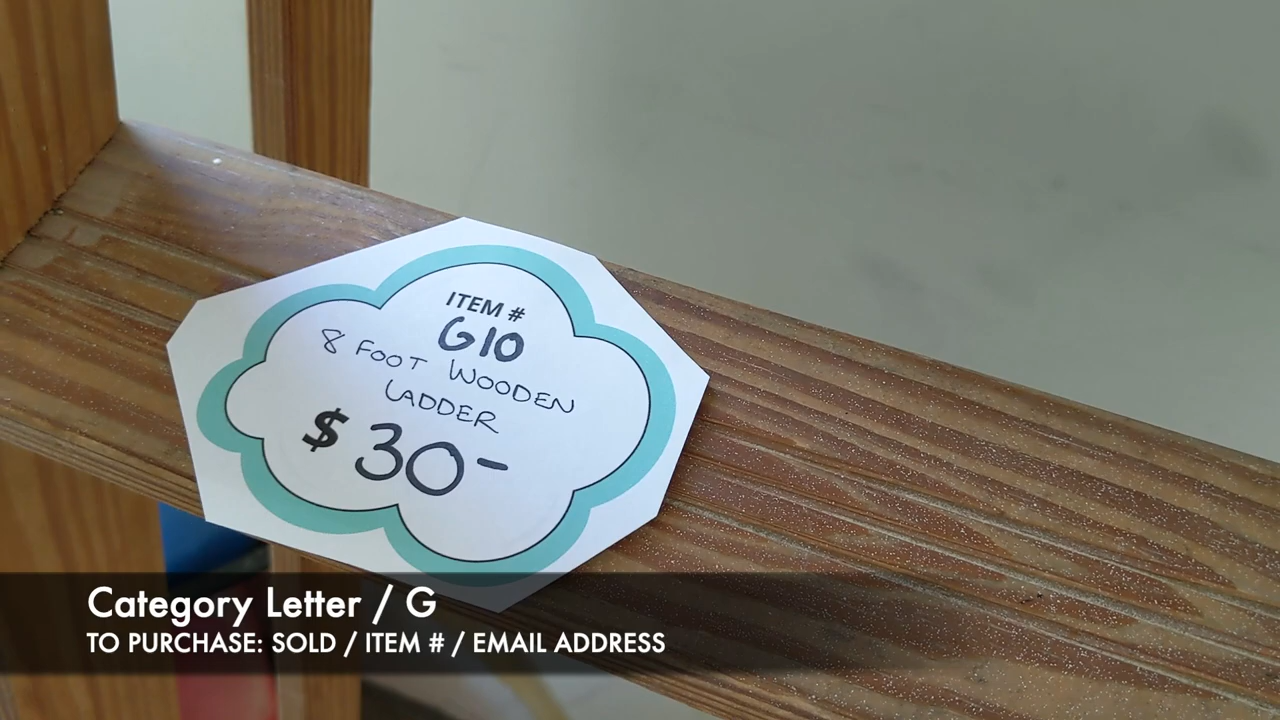 ITEM #
G10
8 FOOT WOODEN
LADDER
$ 30-
Category Letter / G
TO PURCHASE: SOLD / ITEM # / EMAIL ADDRESS